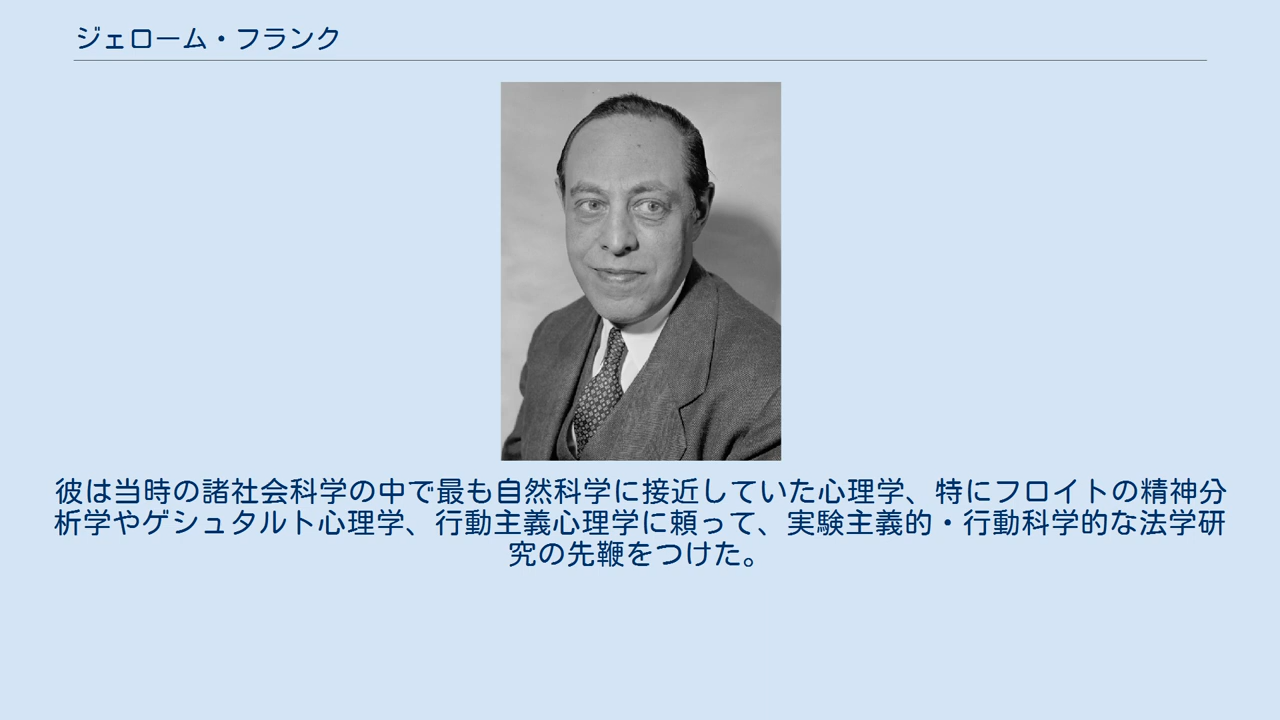 ジェローム・フランク
彼は当時の諸社会科学の中で最も自然科学に接近していた心理学、特にフロイトの精神分
析学やゲシュタルト心理学、行動主義心理学に頼って、実験主義的・行動科学的な法学研
究の先鞭をつけた。